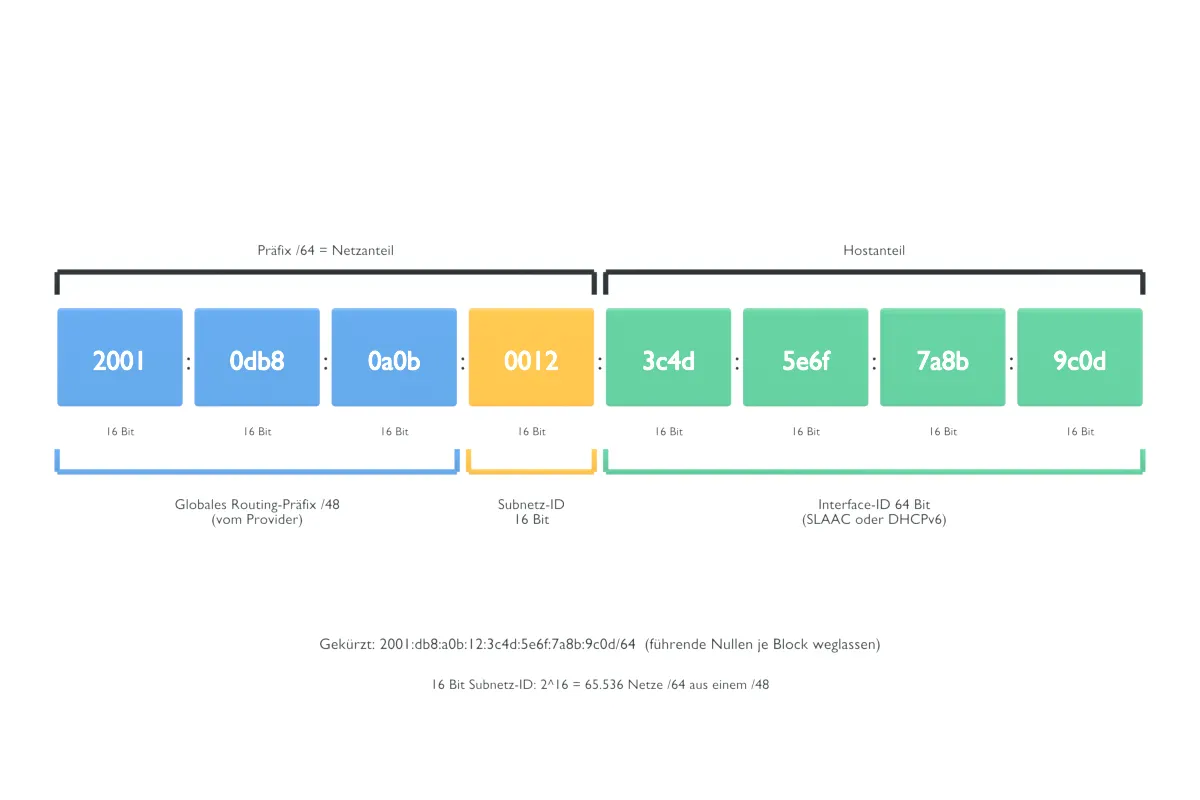 Präfix /64 = Netzanteil
Hostanteil
2001 : 0db8 : 0a0b : 0012 : 3c4d : 5e6f : 7a8b : 9c0d
16 Bit 16 Bit 16 Bit 16 Bit 16 Bit 16 Bit 16 Bit 16 Bit
Globales Routing-Präfix /48
(vom Provider)
Subnetz-ID
16 Bit
Interface-ID 64 Bit
(SLAAC oder DHCPv6)
Gekürzt: 2001:db8:a0b:12:3c4d:5e6f:7a8b:9c0d/64 (führende Nullen je Block weglassen)
16 Bit Subnetz-ID: 2^16 = 65.536 Netze /64 aus einem /48